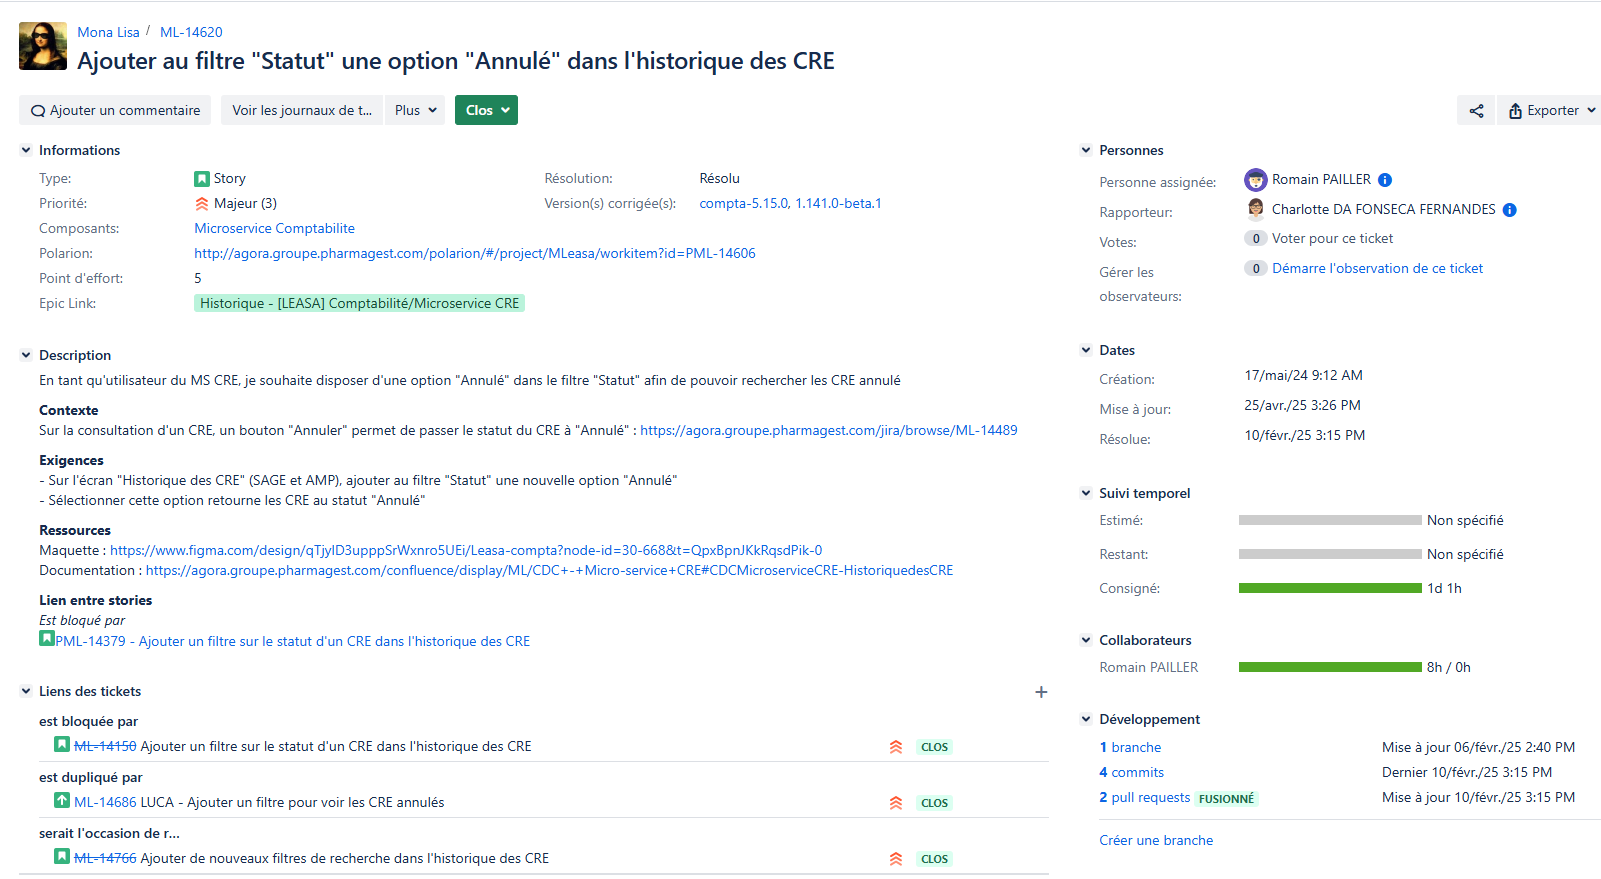 Mona Lisa / ML-14620
Ajouter au filtre "Statut" une option "Annulé" dans l'historique des CRE
Ajouter un commentaire
Voir les journaux de t...
Plus
Clos
Exporter
Informations
Type: Story
Résolution: Résolu
Priorité: Majeur (3)
Version(s) corrigée(s): compta-5.15.0, 1.141.0-beta.1
Composants: Microservice Comptabilite
Polarion: http://agora.groupe.pharmagest.com/polarion/#/project/MLeasa/workitem?id=PML-14606
Point d'effort: 5
Epic Link: Historique - [LEASA] Comptabilité/Microservice CRE
Description
En tant qu'utilisateur du MS CRE, je souhaite disposer d'une option "Annulé" dans le filtre "Statut" afin de pouvoir rechercher les CRE annulé
Contexte
Sur la consultation d'un CRE, un bouton "Annuler" permet de passer le statut du CRE à "Annulé" : https://agora.groupe.pharmagest.com/jira/browse/ML-14489
Exigences
- Sur l'écran "Historique des CRE" (SAGE et AMP), ajouter au filtre "Statut" une nouvelle option "Annulé"
- Sélectionner cette option retourne les CRE au statut "Annulé"
Ressources
Maquette : https://www.figma.com/design/qTjyID3upppSrWxnro5UEi/Leasa-compta?node-id=30-668&t=QpxBpnJKkRqsdPik-0
Documentation : https://agora.groupe.pharmagest.com/confluence/display/ML/CDC+-+Micro-service+CRE#CDCMicroserviceCRE-HistoriquedesCRE
Lien entre stories
Est bloqué par
PML-14379 - Ajouter un filtre sur le statut d'un CRE dans l'historique des CRE
Liens des tickets
est bloquée par
ML-14150 Ajouter un filtre sur le statut d'un CRE dans l'historique des CRE CLOS
est dupliqué par
ML-14686 LUCA - Ajouter un filtre pour voir les CRE annulés CLOS
serait l'occasion de r...
ML-14766 Ajouter de nouveaux filtres de recherche dans l'historique des CRE CLOS
Personnes
Personne assignée: Romain PAILLER
Rapporteur: Charlotte DA FONSECA FERNANDES
Votes: 0 Voter pour ce ticket
Gérer les observateurs: 0 Démarre l'observation de ce ticket
Dates
Création: 17/mai/24 9:12 AM
Mise à jour: 25/avr./25 3:26 PM
Résolue: 10/févr./25 3:15 PM
Suivi temporel
Estimé: Non spécifié
Restant: Non spécifié
Consigné: 1d 1h
Collaborateurs
Romain PAILLER 8h / 0h
Développement
1 branche Mise à jour 06/févr./25 2:40 PM
4 commits Dernier 10/févr./25 3:15 PM
2 pull requests FUSIONNÉ Mise à jour 10/févr./25 3:15 PM
Créer une branche